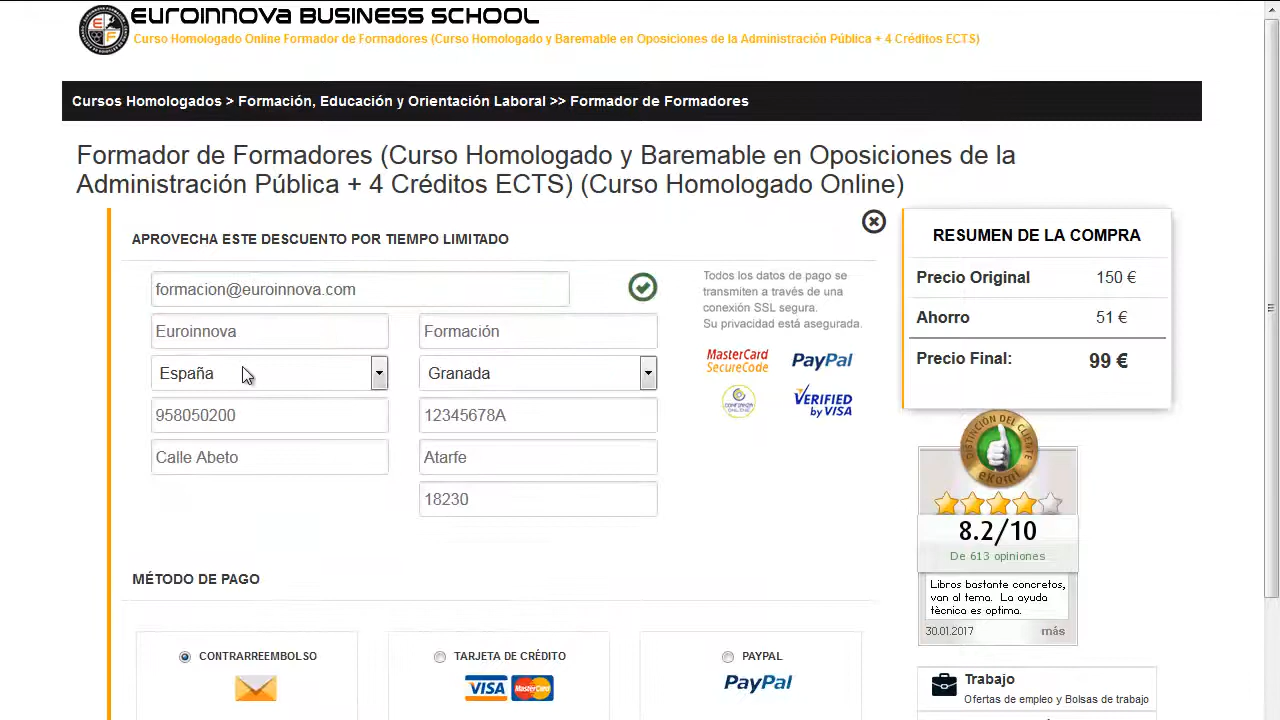 EUROINNOVA BUSINESS SCHOOL
Curso Homologado Online Formador de Formadores (Curso Homologado y Baremable en Oposiciones de la Administración Pública + 4 Créditos ECTS)
Cursos Homologados > Formación, Educación y Orientación Laboral >> Formador de Formadores
Formador de Formadores (Curso Homologado y Baremable en Oposiciones de la
Administración Pública + 4 Créditos ECTS) (Curso Homologado Online)
APROVECHA ESTE DESCUENTO POR TIEMPO LIMITADO
formacion@euroinnova.com
Euroinnova
Formación
España
Granada
958050200
12345678A
Calle Abeto
Atarfe
18230
Todos los datos de pago se
transmiten a través de una
conexión SSL segura.
Su privacidad está asegurada.
MasterCard
SecureCode
PayPal
CONFIANZA
ONLINE
VERIFIED
by VISA
RESUMEN DE LA COMPRA
Precio Original 150 €
Ahorro 51 €
Precio Final: 99 €
DISTINCIÓN DEL CLIENTE
eKomi
8.2/10
De 613 opiniones
Libros bastante concretos,
van al tema. La ayuda
tècnica es optima.
30.01.2017 más
MÉTODO DE PAGO
CONTRARREEMBOLSO
TARJETA DE CRÉDITO
VISA
MasterCard
PAYPAL
PayPal
Trabajo
Ofertas de empleo y Bolsas de trabajo